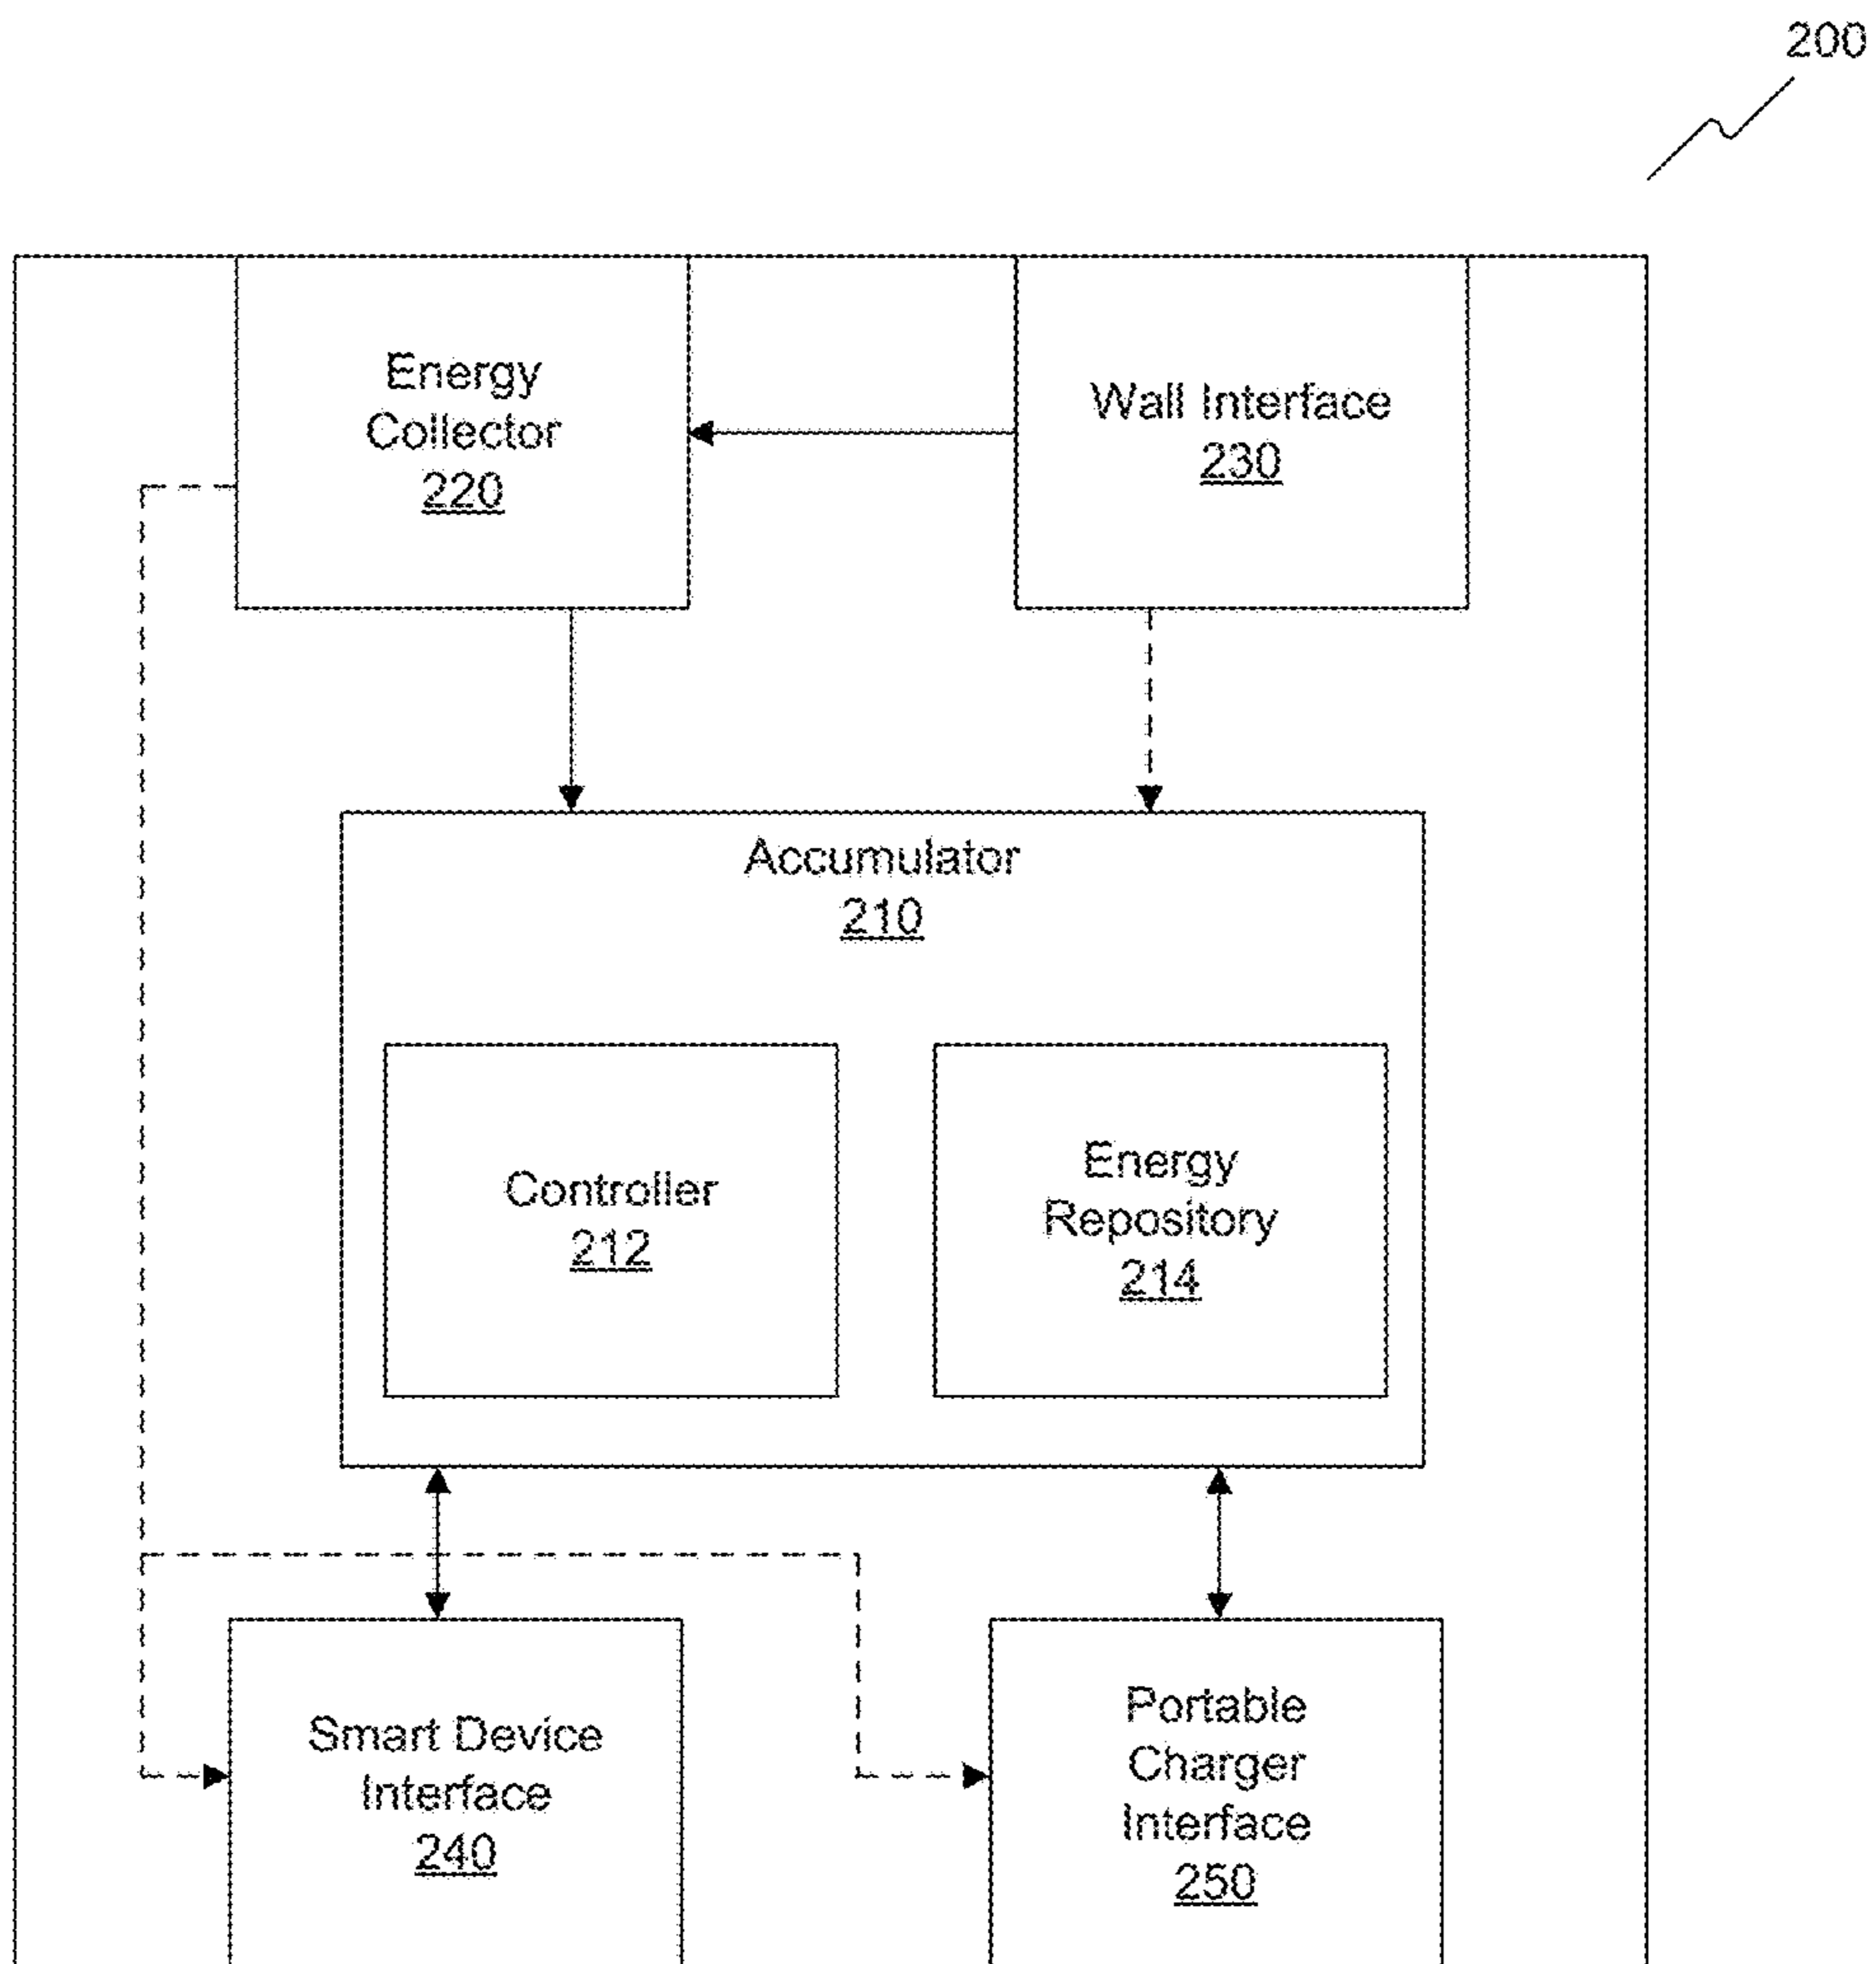 200
Energy
Collector
220
Wall Interface
230
Accumulator
210
Controller
212
Energy
Repository
214
Smart Device
Interface
240
Portable
Charger
Interface
250